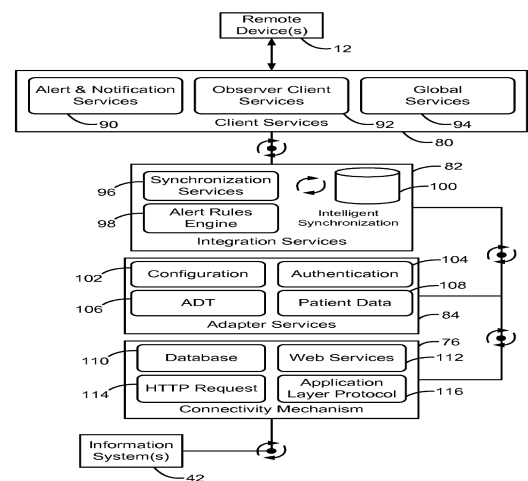 Remote
Device(s)
12
Alert & Notification
Services
Observer Client
Services
Global
Services
90
92
94
Client Services
80
82
96
Synchronization
Services
100
98
Alert Rules
Engine
Intelligent
Synchronization
Integration Services
102
Configuration
Authentication
104
106
ADT
Patient Data
108
Adapter Services
84
76
110
Database
Web Services
112
114
HTTP Request
Application
Layer Protocol
116
Connectivity Mechanism
Information
System(s)
42